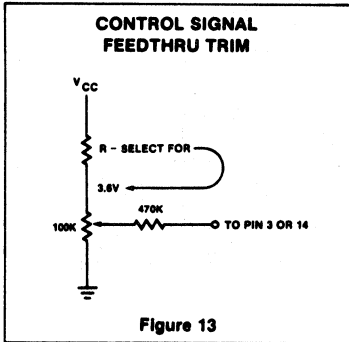 CONTROL SIGNAL
FEEDTHRU TRIM
VCC
R – SELECT FOR
3.6V
470K
100K
TO PIN 3 OR 14
Figure 13